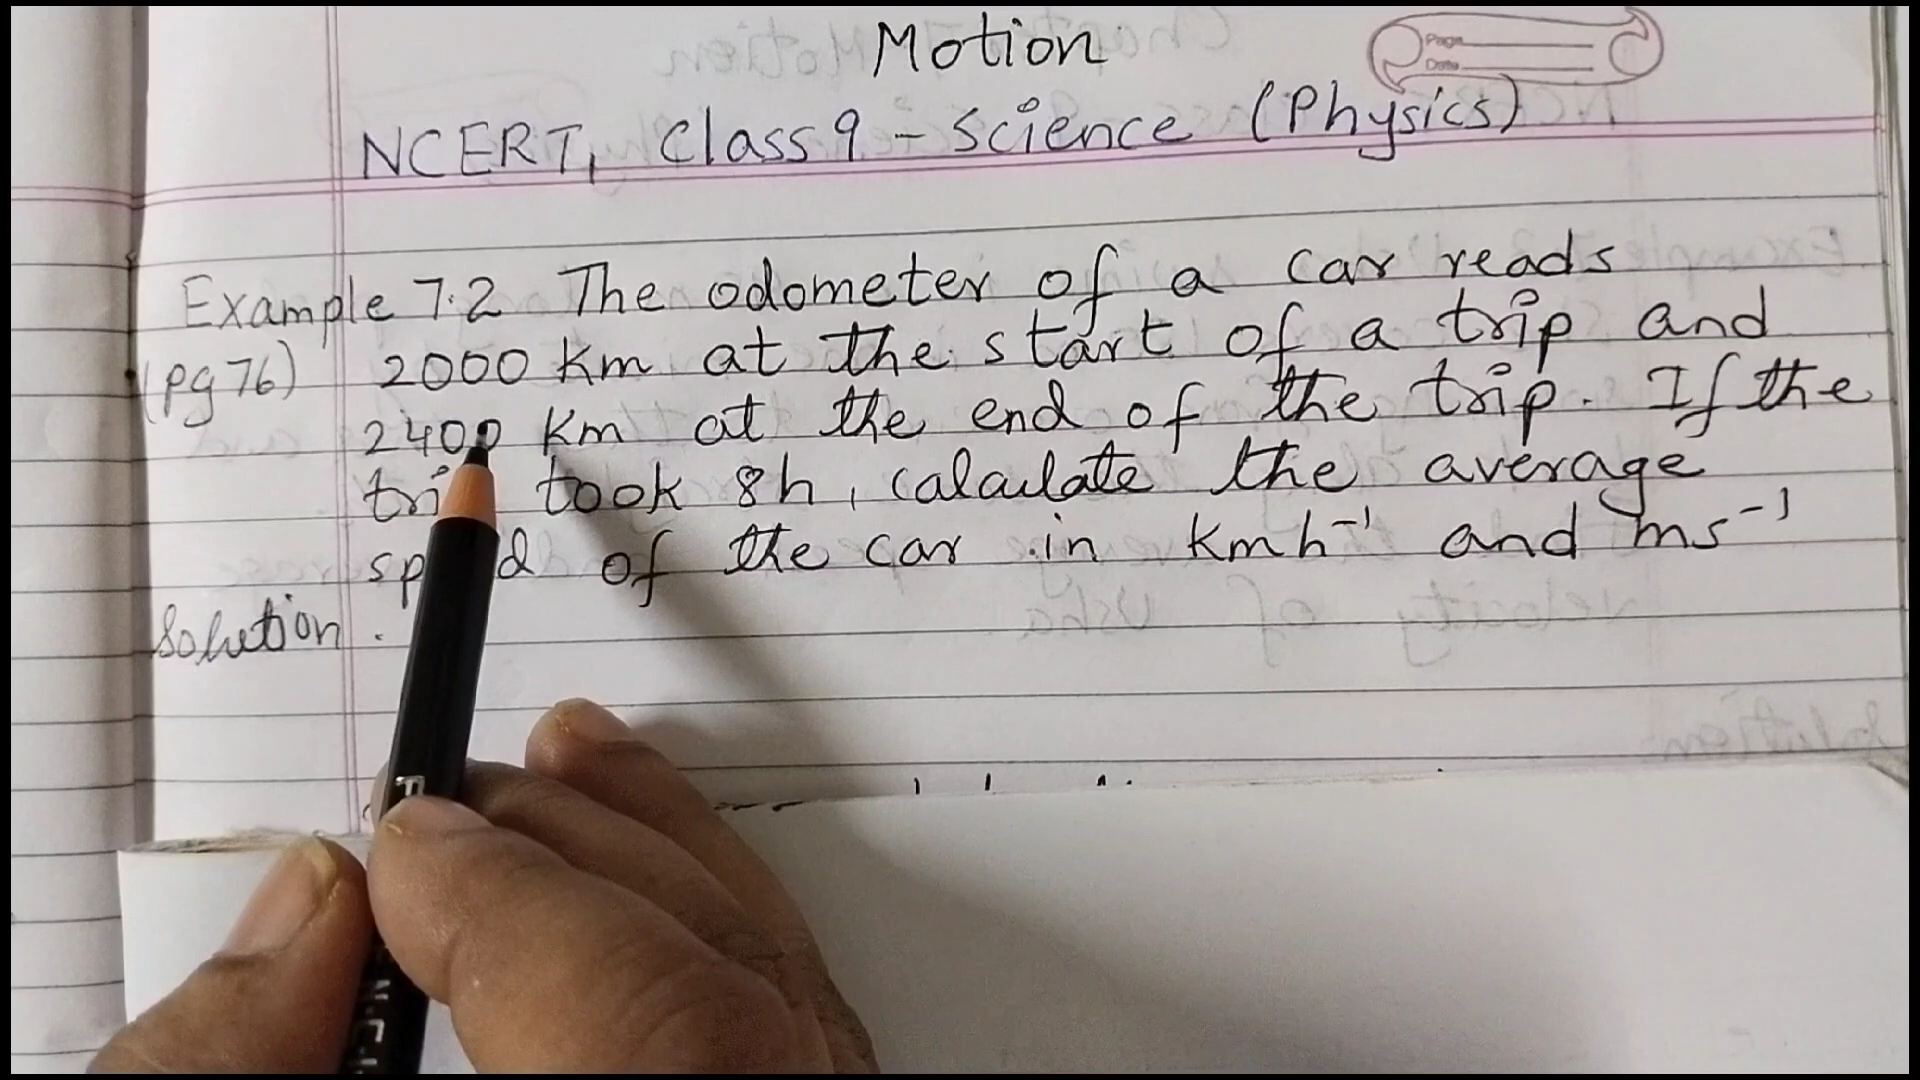 Motion
Page
Date
NCERT, Class 9 - Science (Physics)
Example 7.2 The odometer of a car reads
(pg 76) 2000 Km at the start of a trip and
2400 Km at the end of the trip. If the
took 8h, calculate the average
of the car in Kmh⁻¹ and ms⁻¹
Solution.